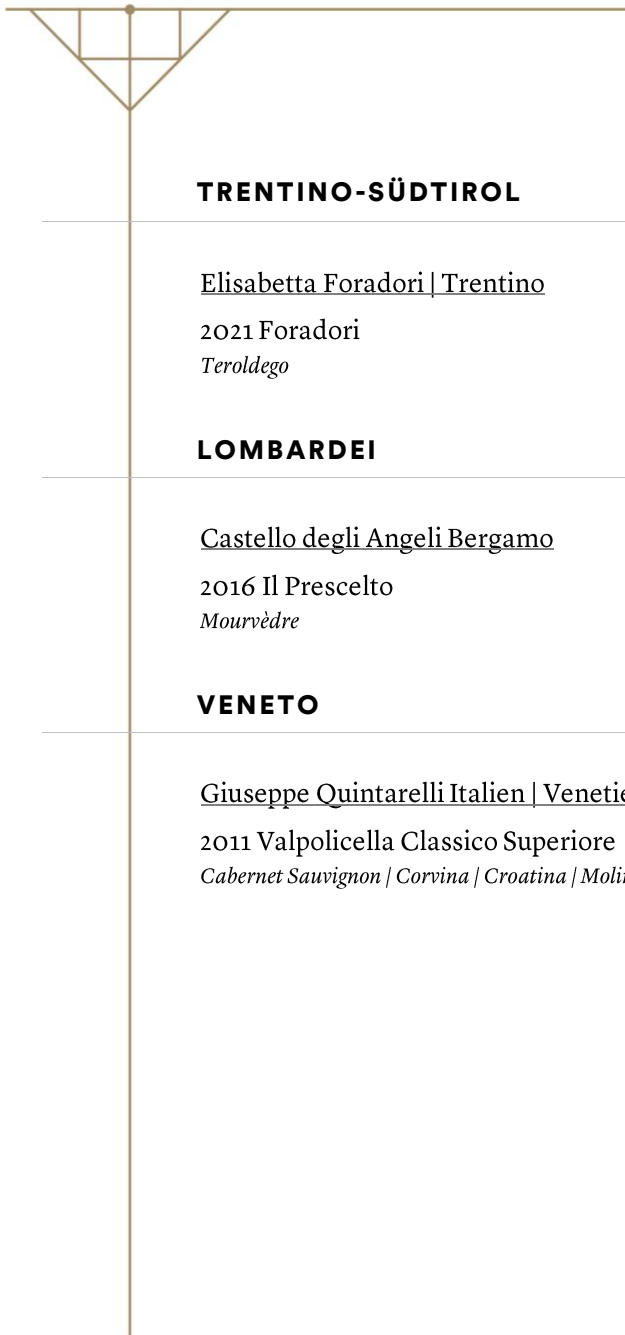 TRENTINO-SÜDTIROL
Elisabetta Foradori | Trentino
2021 Foradori
Teroldego
LOMBARDEI
Castello degli Angeli Bergamo
2016 Il Prescelto
Mourvèdre
VENETO
Giuseppe Quintarelli Italien |
2011 Valpolicella Classico Superiore
Cabernet Sauvignon | Corvina | Croatina |